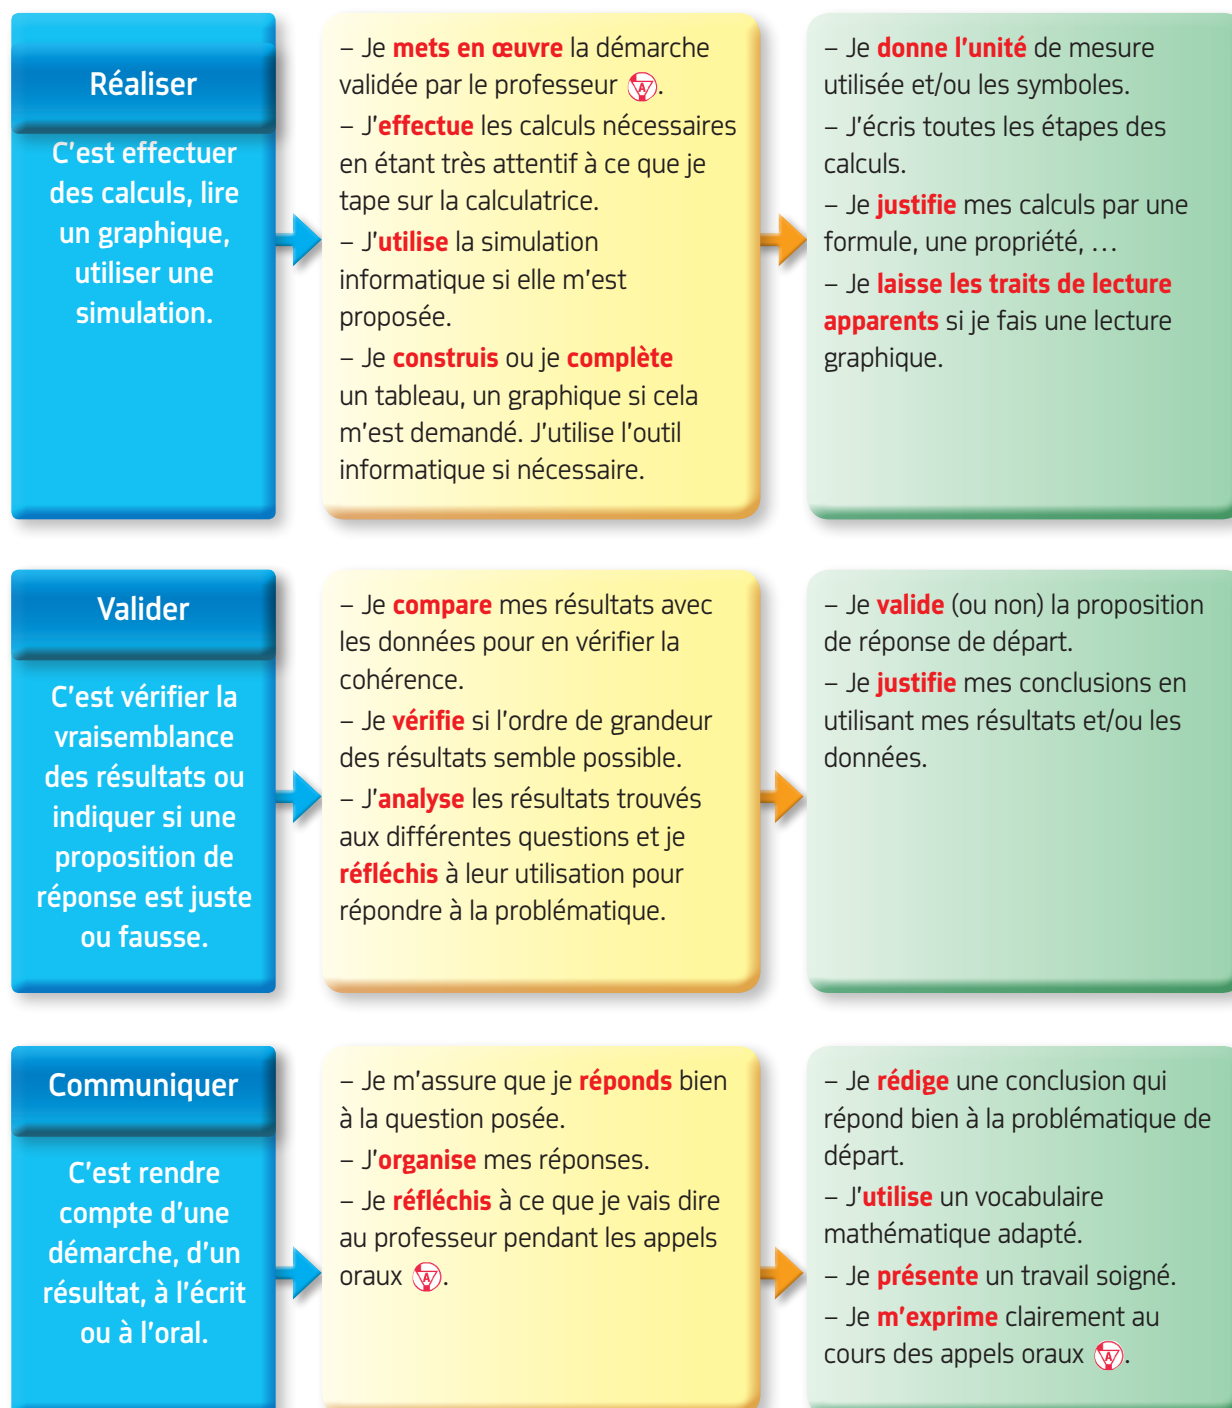 Réaliser
C'est effectuer
des calculs, lire
un graphique,
utiliser une
simulation.
– Je mets en œuvre la démarche
validée par le professeur A.
– J'effectue les calculs nécessaires
en étant très attentif à ce que je
tape sur la calculatrice.
– J'utilise la simulation
informatique si elle m'est
proposée.
– Je construis ou je complète
un tableau, un graphique si cela
m'est demandé. J'utilise l'outil
informatique si nécessaire.
– Je donne l'unité de mesure
utilisée et/ou les symboles.
– J'écris toutes les étapes des
calculs.
– Je justifie mes calculs par une
formule, une propriété, …
– Je laisse les traits de lecture
apparents si je fais une lecture
graphique.
Valider
C'est vérifier la
vraisemblance
des résultats ou
indiquer si une
proposition de
réponse est juste
ou fausse.
– Je compare mes résultats avec
les données pour en vérifier la
cohérence.
– Je vérifie si l'ordre de grandeur
des résultats semble possible.
– J'analyse les résultats trouvés
aux différentes questions et je
réfléchis à leur utilisation pour
répondre à la problématique.
– Je valide (ou non) la proposition
de réponse de départ.
– Je justifie mes conclusions en
utilisant mes résultats et/ou les
données.
Communiquer
C'est rendre
compte d'une
démarche, d'un
résultat, à l'écrit
ou à l'oral.
– Je m'assure que je réponds bien
à la question posée.
– J'organise mes réponses.
– Je réfléchis à ce que je vais dire
au professeur pendant les appels
oraux A.
– Je rédige une conclusion qui
répond bien à la problématique de
départ.
– J'utilise un vocabulaire
mathématique adapté.
– Je présente un travail soigné.
– Je m'exprime clairement au
cours des appels oraux A.